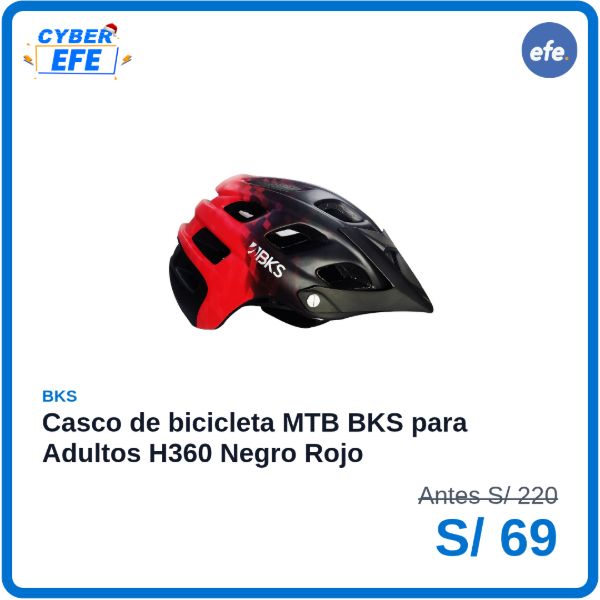 CYBER
EFE
efe.
BKS
BKS
Casco de bicicleta MTB BKS para
Adultos H360 Negro Rojo
Antes S/ 220
S/ 69